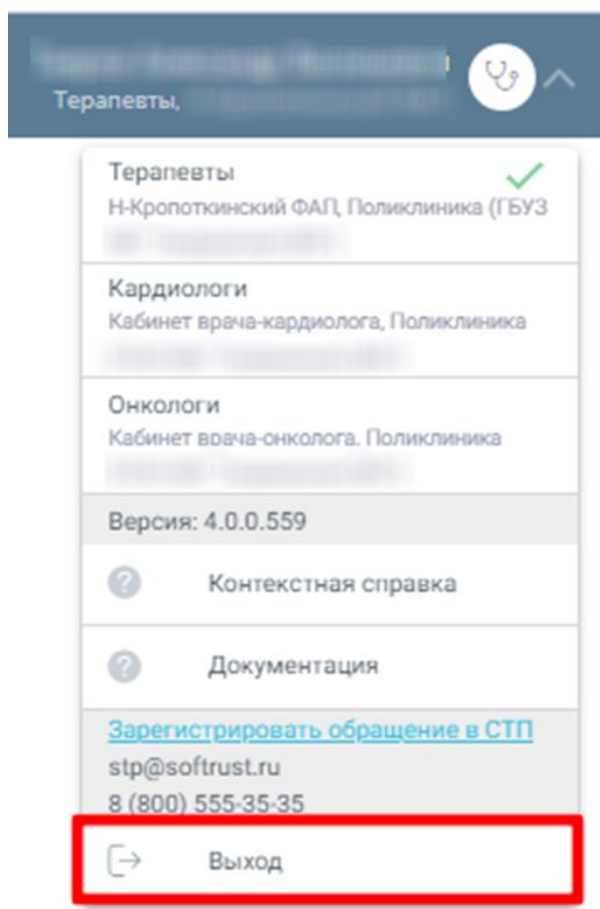 Терапевты,
Терапевты
Н-Кропоткинский ФАП, Поликлиника (ГБУЗ
Кардиологи
Кабинет врача-кардиолога, Поликлиника
Онкологи
Кабинет врача-онколога. Поликлиника
Версия: 4.0.0.559
Контекстная справка
Документация
Зарегистрировать обращение в СТП
stp@softrust.ru
8 (800) 555-35-35
Выход